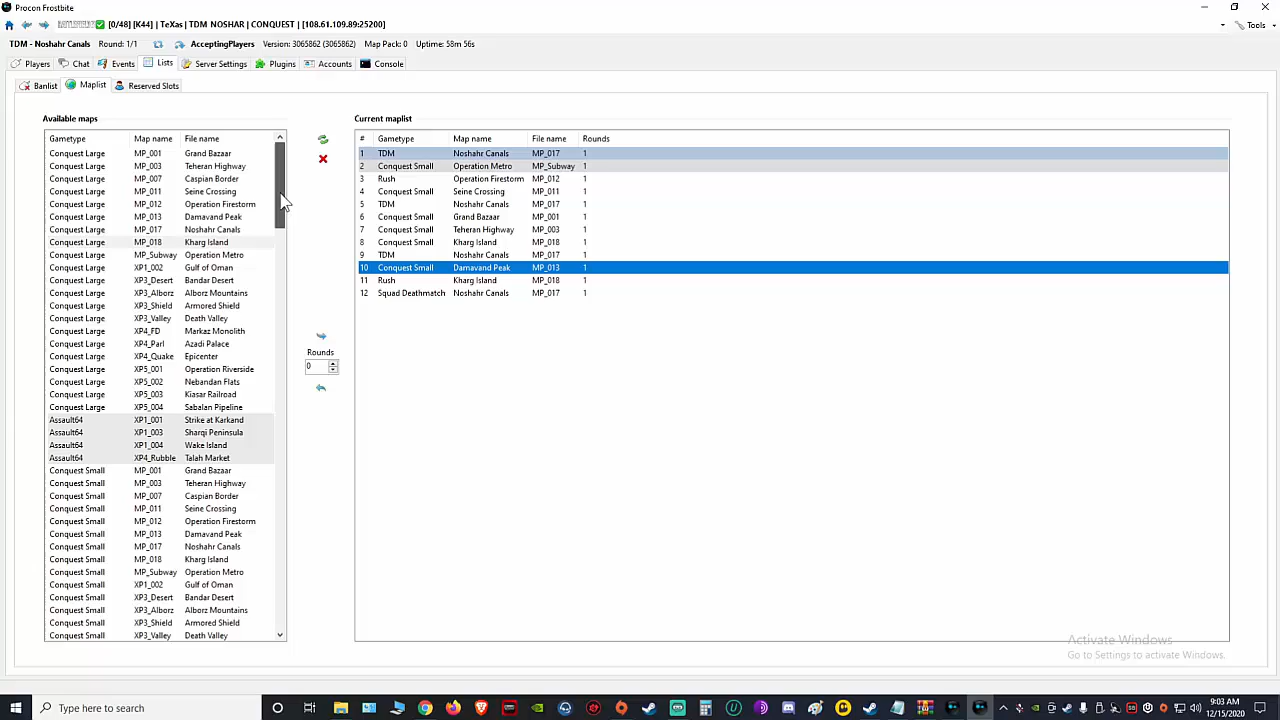 Procon Frostbite
[0/48] [K44] | TeXas | TDM NOSHAR | CONQUEST | [108.61.109.89:25200]
Tools
TDM - Noshahr Canals Round: 1/1 AcceptingPlayers Version: 3065862 (3065862) Map Pack: 0 Uptime: 58m 56s
Players Chat Events Lists Server Settings Plugins Accounts Console
Banlist Maplist Reserved Slots
Available maps
Gametype Map name File name
Conquest Large MP_001 Grand Bazaar
Conquest Large MP_003 Teheran Highway
Conquest Large MP_007 Caspian Border
Conquest Large MP_011 Seine Crossing
Conquest Large MP_012 Operation Firestorm
Conquest Large MP_013 Damavand Peak
Conquest Large MP_017 Noshahr Canals
Conquest Large MP_018 Kharg Island
Conquest Large MP_Subway Operation Metro
Conquest Large XP1_002 Gulf of Oman
Conquest Large XP3_Desert Bandar Desert
Conquest Large XP3_Alborz Alborz Mountains
Conquest Large XP3_Shield Armored Shield
Conquest Large XP3_Valley Death Valley
Conquest Large XP4_FD Markaz Monolith
Conquest Large XP4_Parl Azadi Palace
Conquest Large XP4_Quake Epicenter
Conquest Large XP5_001 Operation Riverside
Conquest Large XP5_002 Nebandan Flats
Conquest Large XP5_003 Kiasar Railroad
Conquest Large XP5_004 Sabalan Pipeline
Assault64 XP1_001 Strike at Karkand
Assault64 XP1_003 Sharqi Peninsula
Assault64 XP1_004 Wake Island
Assault64 XP4_Rubble Talah Market
Conquest Small MP_001 Grand Bazaar
Conquest Small MP_003 Teheran Highway
Conquest Small MP_007 Caspian Border
Conquest Small MP_011 Seine Crossing
Conquest Small MP_012 Operation Firestorm
Conquest Small MP_013 Damavand Peak
Conquest Small MP_017 Noshahr Canals
Conquest Small MP_018 Kharg Island
Conquest Small MP_Subway Operation Metro
Conquest Small XP1_002 Gulf of Oman
Conquest Small XP3_Desert Bandar Desert
Conquest Small XP3_Alborz Alborz Mountains
Conquest Small XP3_Shield Armored Shield
Conquest Small XP3_Valley Death Valley
Rounds
0
Current maplist
# Gametype Map name File name Rounds
1 TDM Noshahr Canals MP_017 1
2 Conquest Small Operation Metro MP_Subway 1
3 Rush Operation Firestorm MP_012 1
4 Conquest Small Seine Crossing MP_011 1
5 TDM Noshahr Canals MP_017 1
6 Conquest Small Grand Bazaar MP_001 1
7 Conquest Small Teheran Highway MP_003 1
8 Conquest Small Kharg Island MP_018 1
9 TDM Noshahr Canals MP_017 1
10 Conquest Small Damavand Peak MP_013 1
11 Rush Kharg Island MP_018 1
12 Squad Deathmatch Noshahr Canals MP_017 1
Activate Windows
Go to Settings to activate Windows.
Type here to search
9:03 AM
12/15/2020